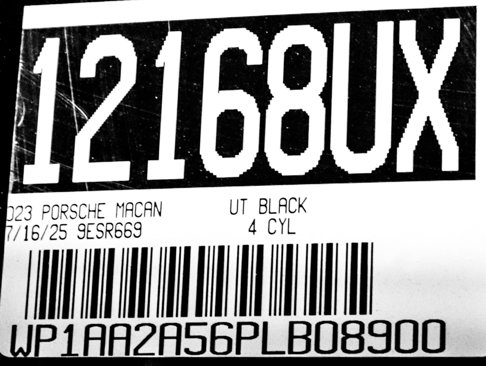 12168UX
023 PORSCHE MACAN UT BLACK
7/16/25 9ESR669 4 CYL
WP1AA2A56PLB08900